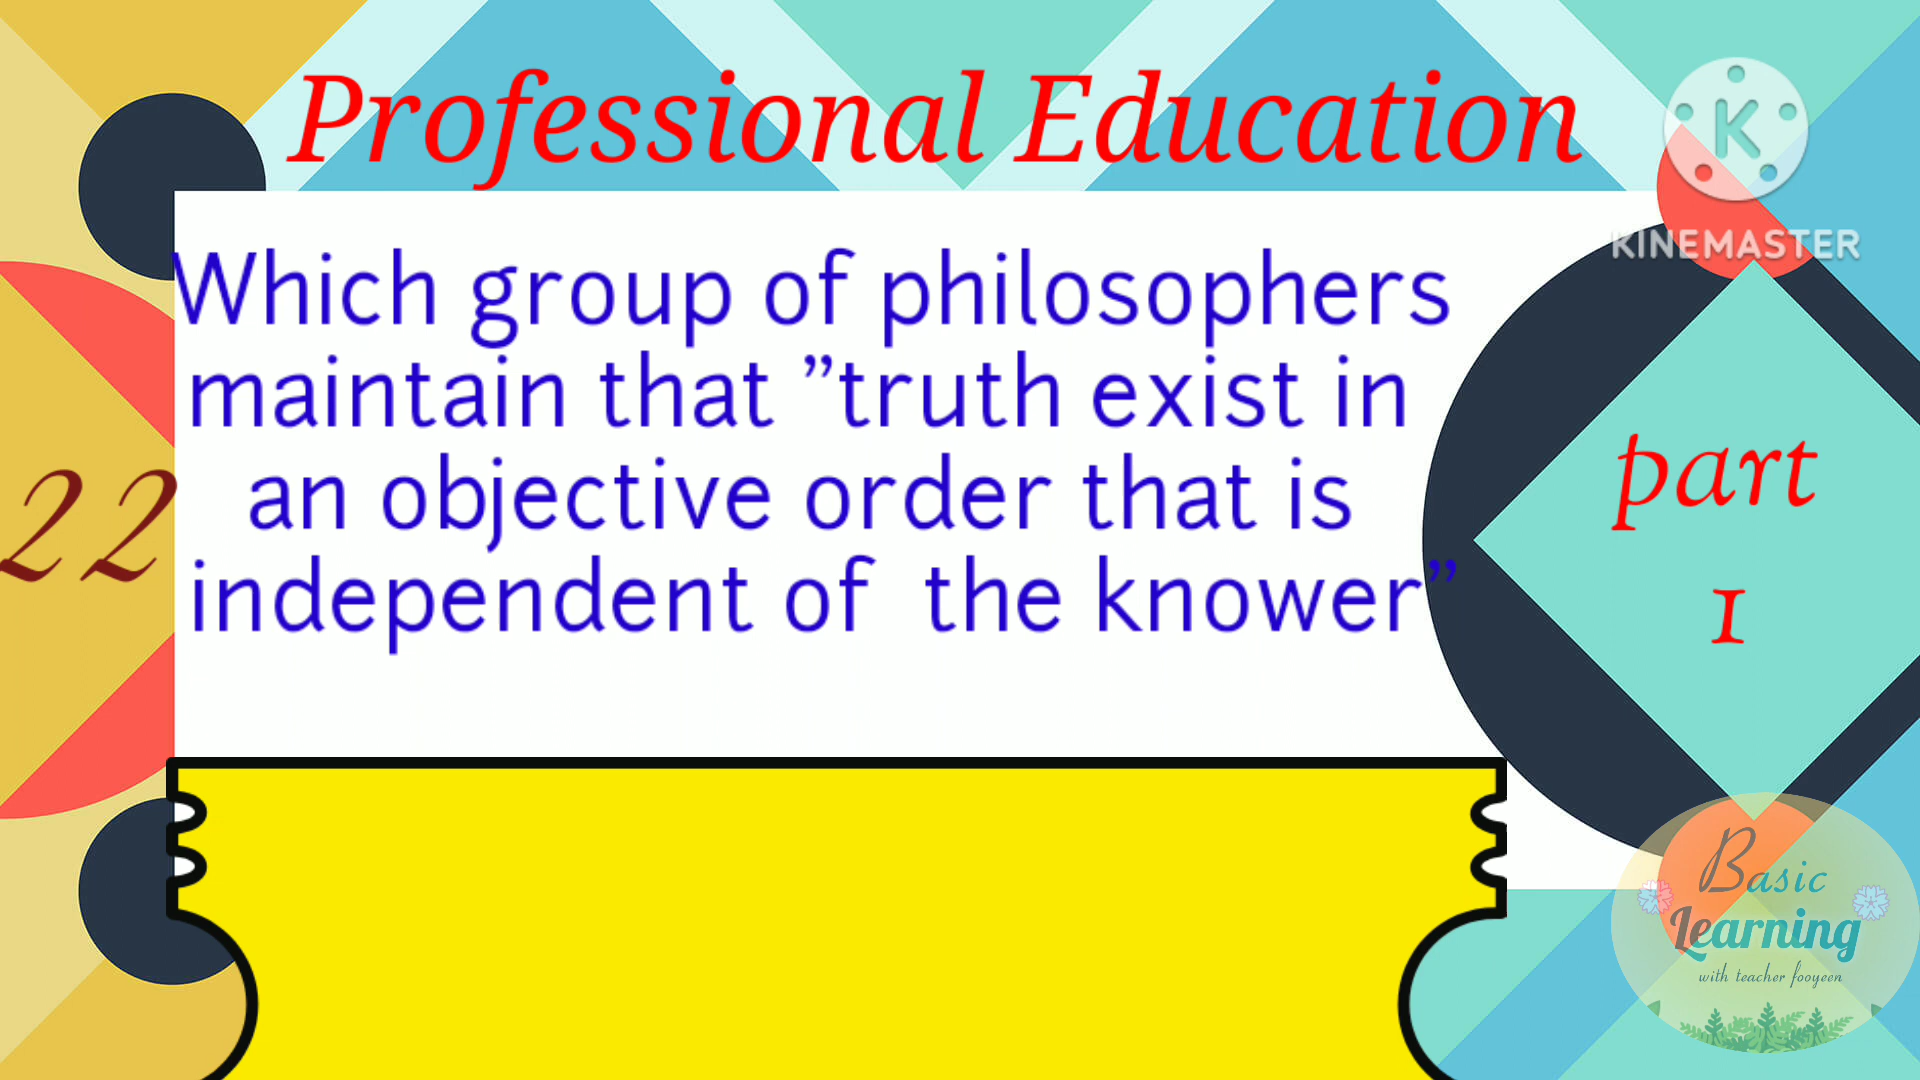 Professional Education
KINEMASTER
Which group of philosophers
maintain that ”truth exist in
an objective order that is
independent of the knower”
22
part
1
Basic
Learning
with teacher fooyeen